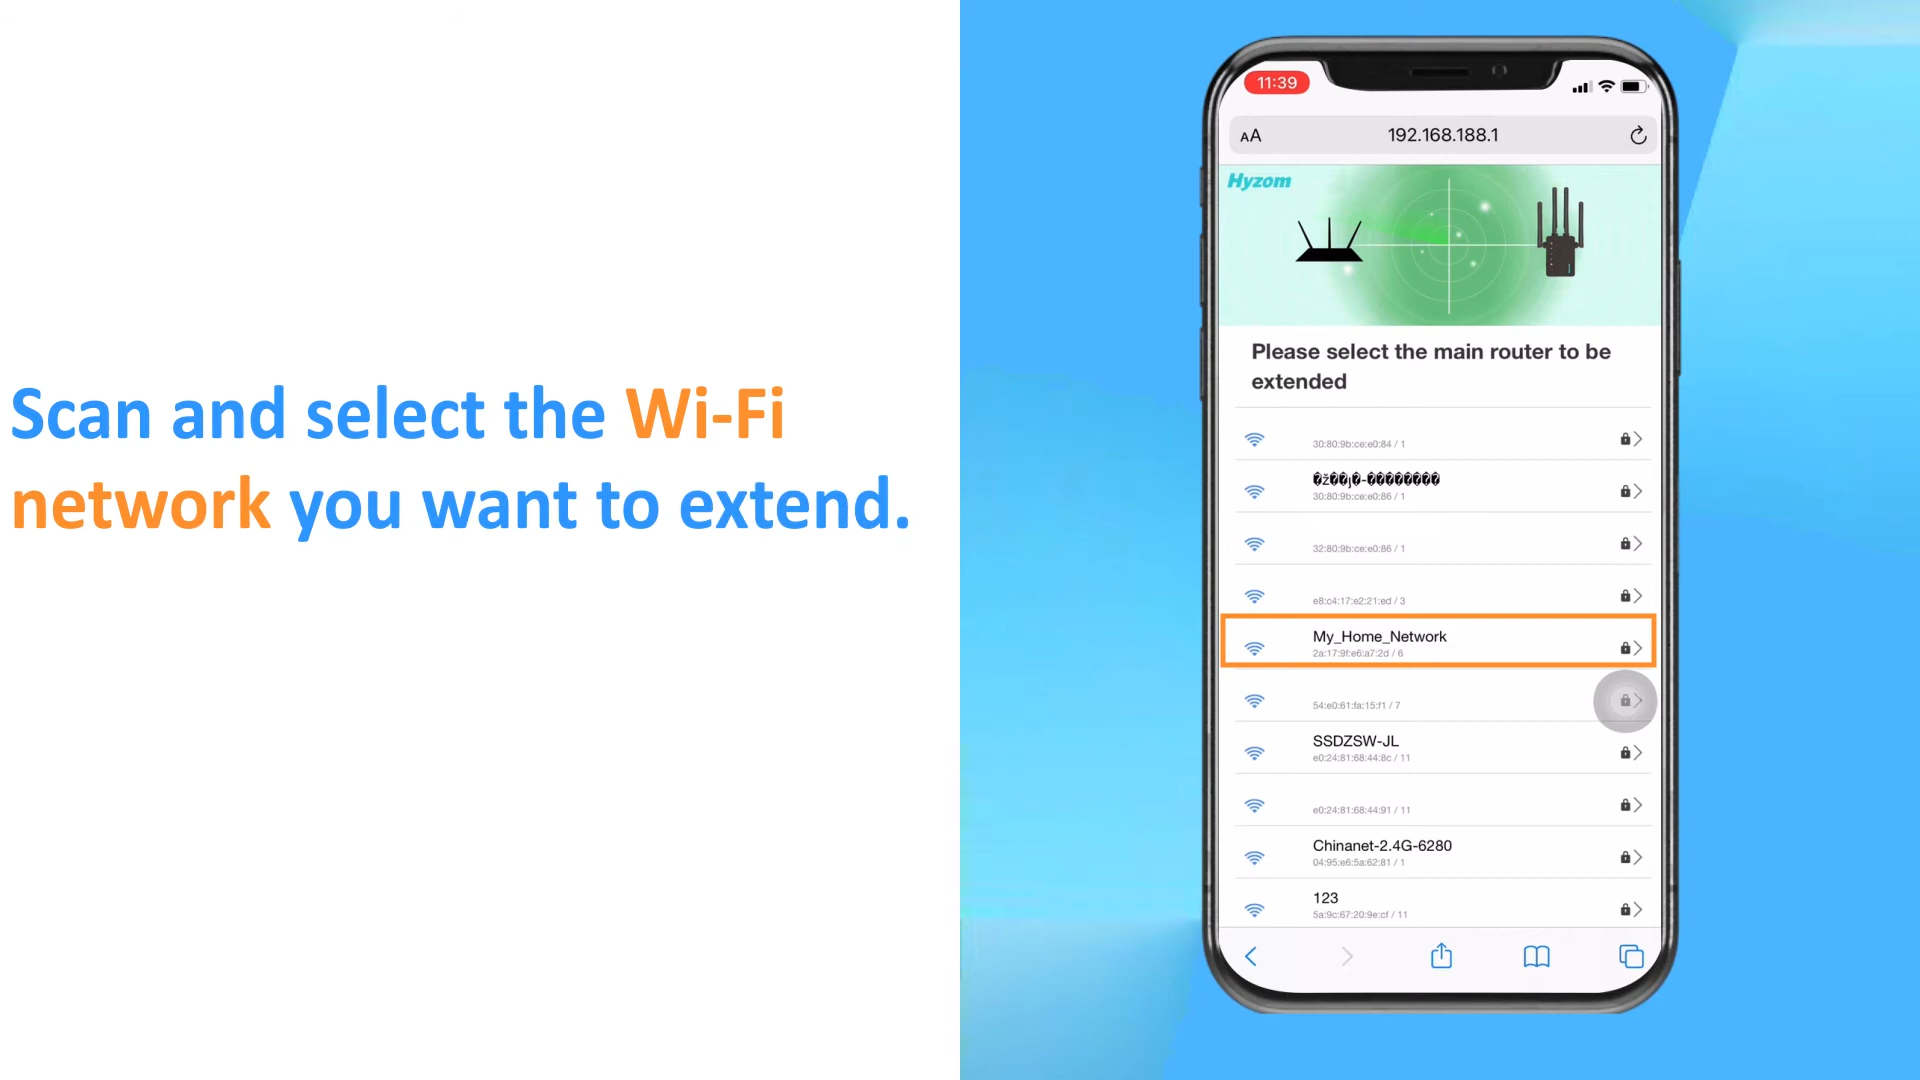 Scan and select the Wi-Fi
network you want to extend.
11:39
AA
192.168.188.1
Hyzom
Please select the main router to be
extended
30:80:9b:ce:e0:84 / 1
30:80:9b:ce:e0:86 / 1
32:80:9b:ce:e0:86 / 1
e8:c4:17:e2:21:ed / 3
My_Home_Network
2a:17:9f:e6:a7:2d / 6
54:e0:61:fa:15:f1 / 7
SSDZSW-JL
e0:24:81:68:44:8c / 11
e0:24:81:68:44:91 / 11
Chinanet-2.4G-6280
04:95:e6:5a:62:81 / 1
123
5a:9c:67:20:9e:cf / 11